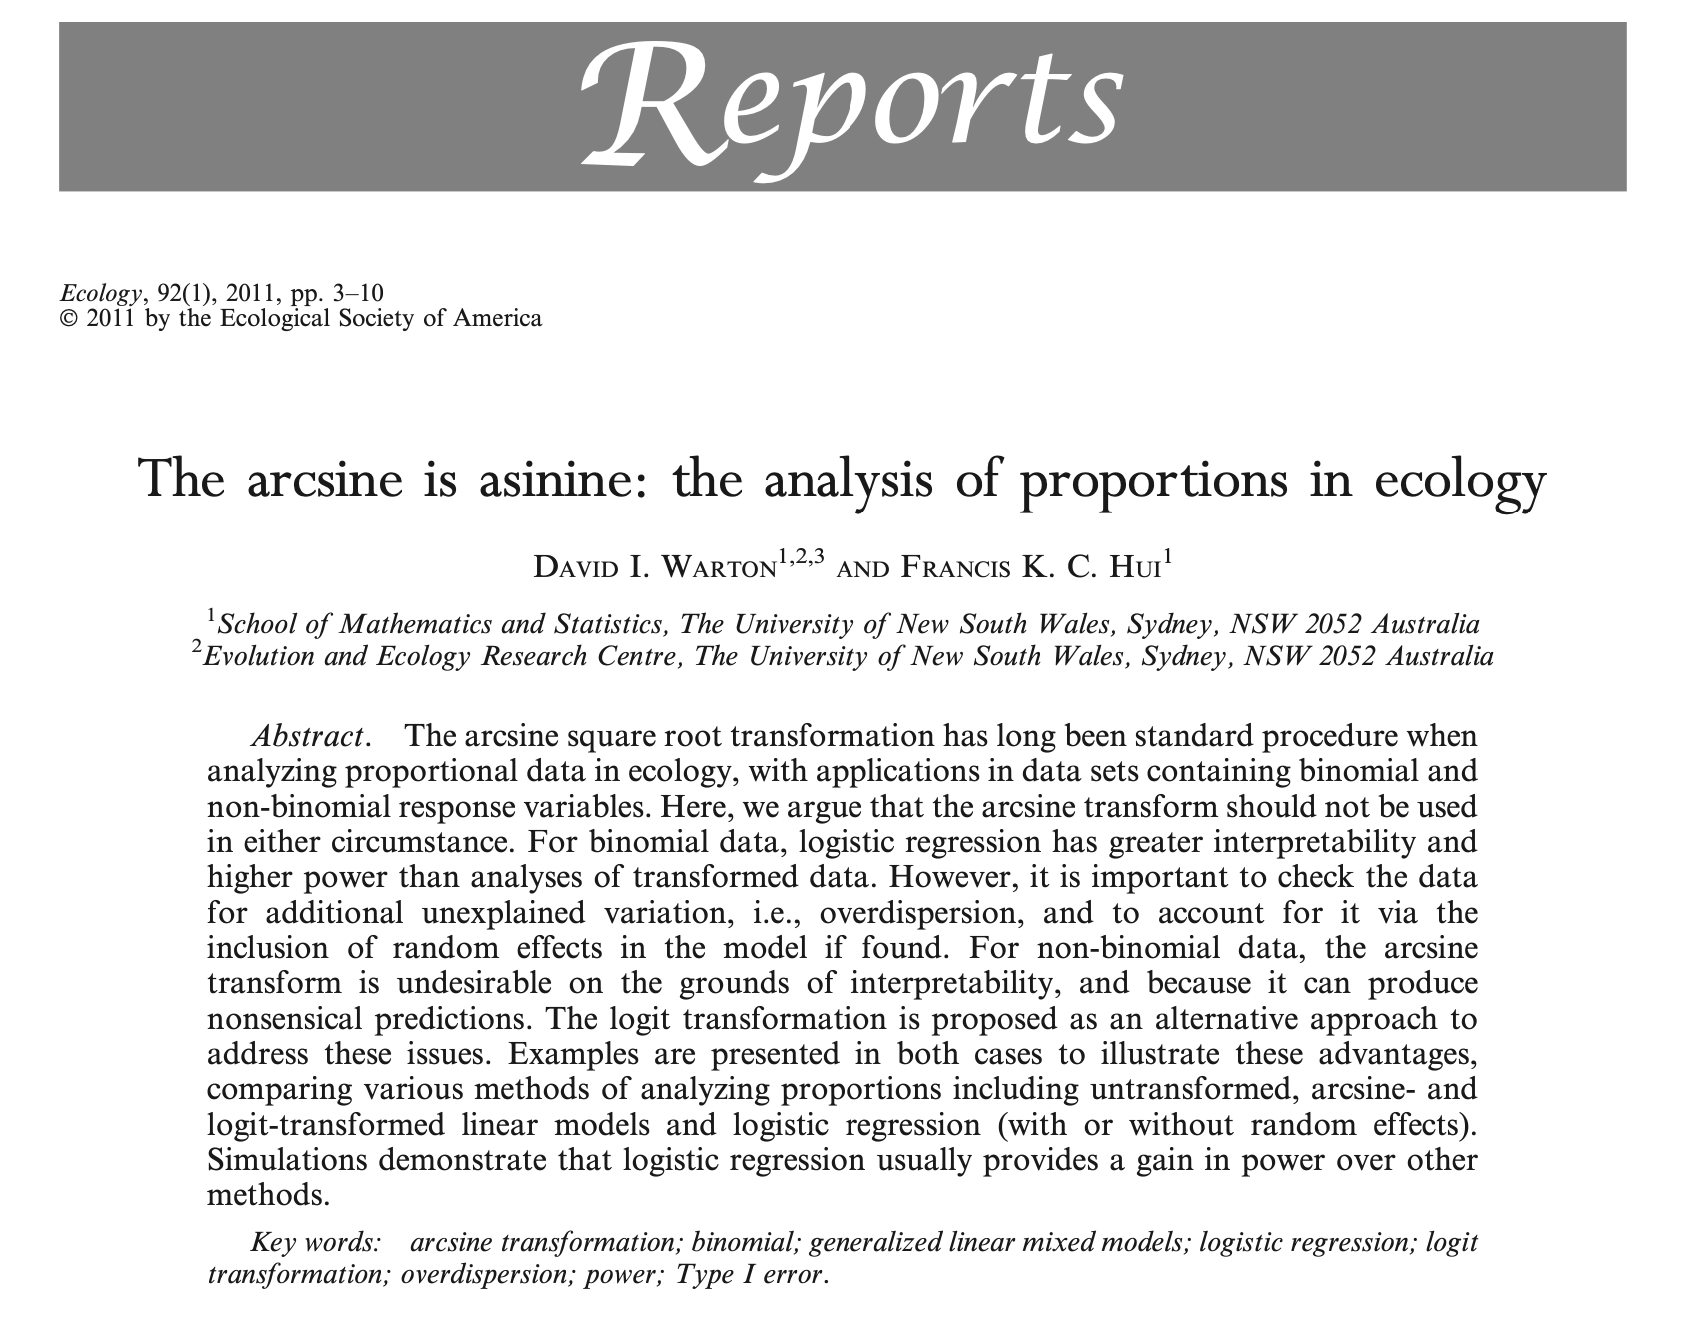 Reports
Ecology, 92(1), 2011, pp. 3–10
© 2011 by the Ecological Society of America
The arcsine is asinine: the analysis of proportions in ecology
DAVID I. WARTON1,2,3 AND FRANCIS K. C. HUI1
1School of Mathematics and Statistics, The University of New South Wales, Sydney, NSW 2052 Australia
2Evolution and Ecology Research Centre, The University of New South Wales, Sydney, NSW 2052 Australia
Abstract. The arcsine square root transformation has long been standard procedure when
analyzing proportional data in ecology, with applications in data sets containing binomial and
non-binomial response variables. Here, we argue that the arcsine transform should not be used
in either circumstance. For binomial data, logistic regression has greater interpretability and
higher power than analyses of transformed data. However, it is important to check the data
for additional unexplained variation, i.e., overdispersion, and to account for it via the
inclusion of random effects in the model if found. For non-binomial data, the arcsine
transform is undesirable on the grounds of interpretability, and because it can produce
nonsensical predictions. The logit transformation is proposed as an alternative approach to
address these issues. Examples are presented in both cases to illustrate these advantages,
comparing various methods of analyzing proportions including untransformed, arcsine- and
logit-transformed linear models and logistic regression (with or without random effects).
Simulations demonstrate that logistic regression usually provides a gain in power over other
methods.
Key words: arcsine transformation; binomial; generalized linear mixed models; logistic regression; logit
transformation; overdispersion; power; Type I error.